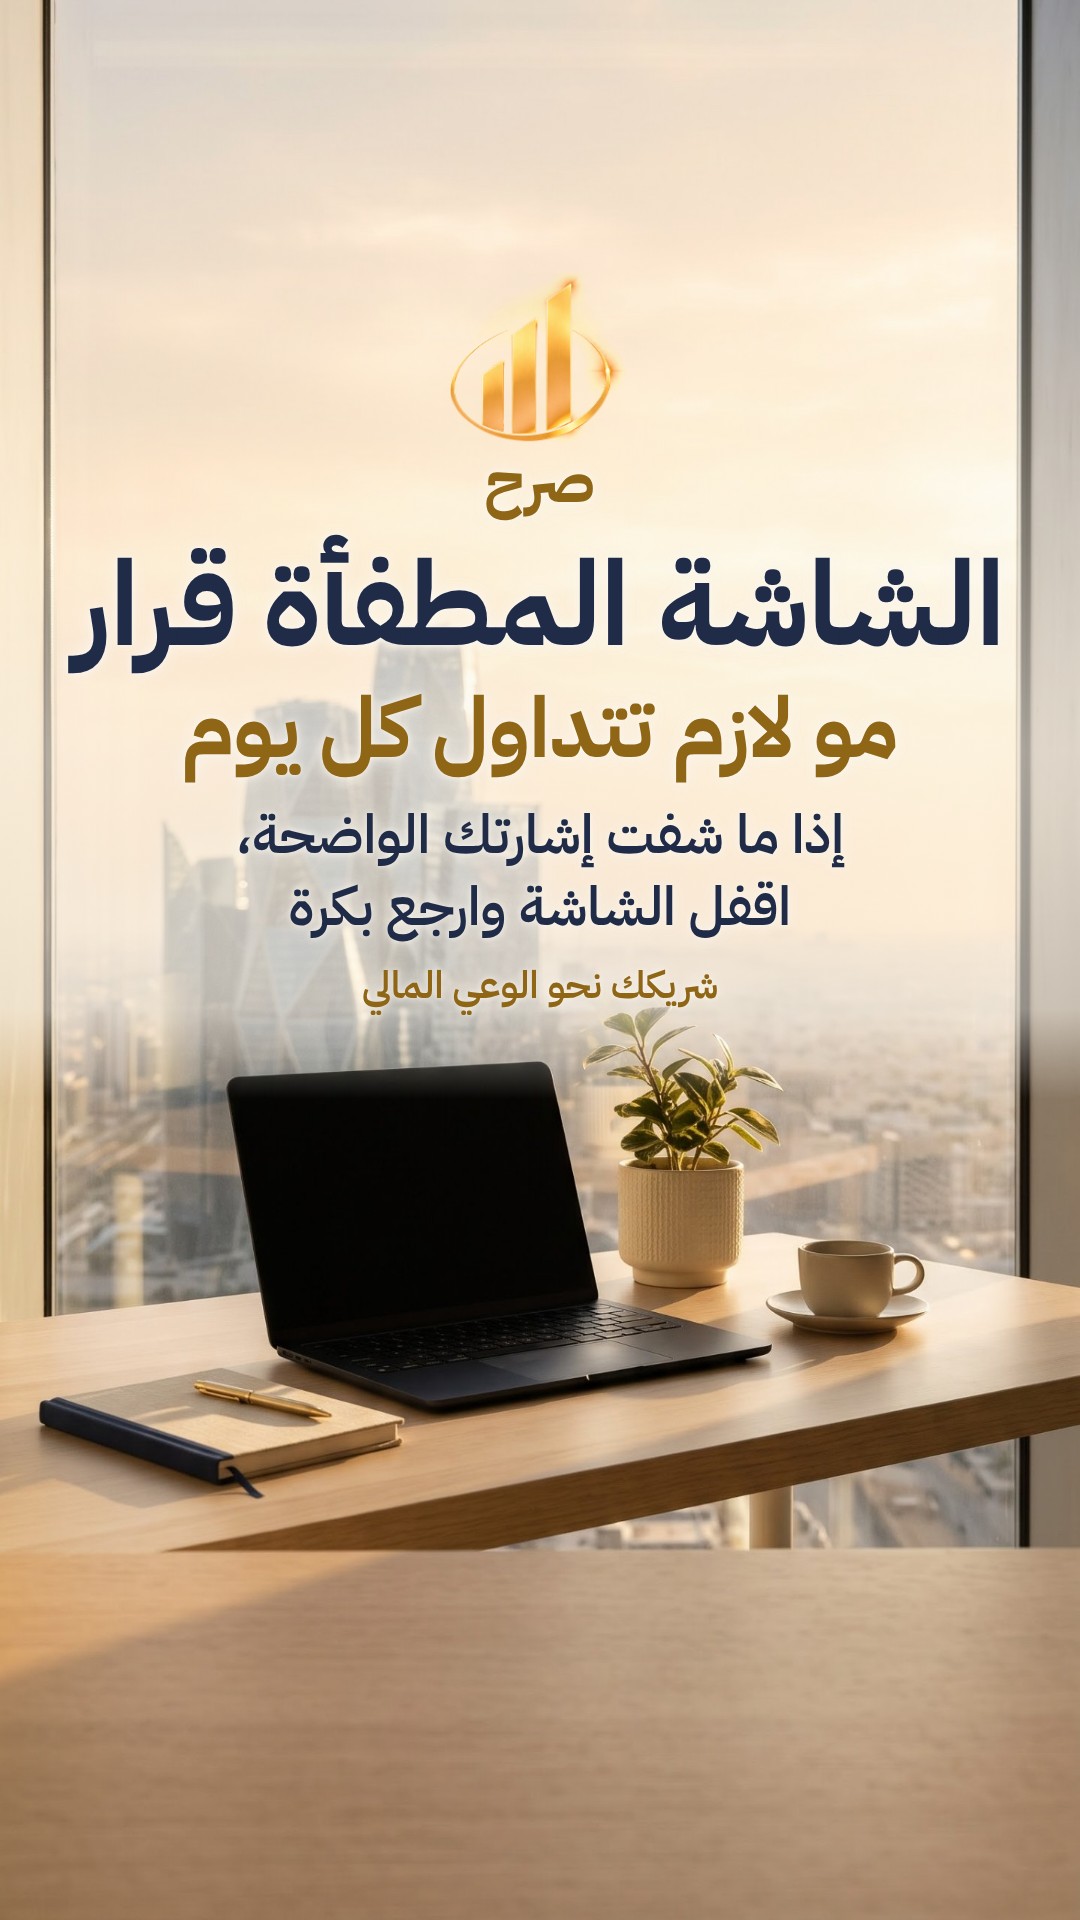 صرح
الشاشة المطفأة قرار
مو لازم تتداول كل يوم
إذا ما شفت إشارتك الواضحة،
اقفل الشاشة وارجع بكرة
شريكك نحو الوعي المالي